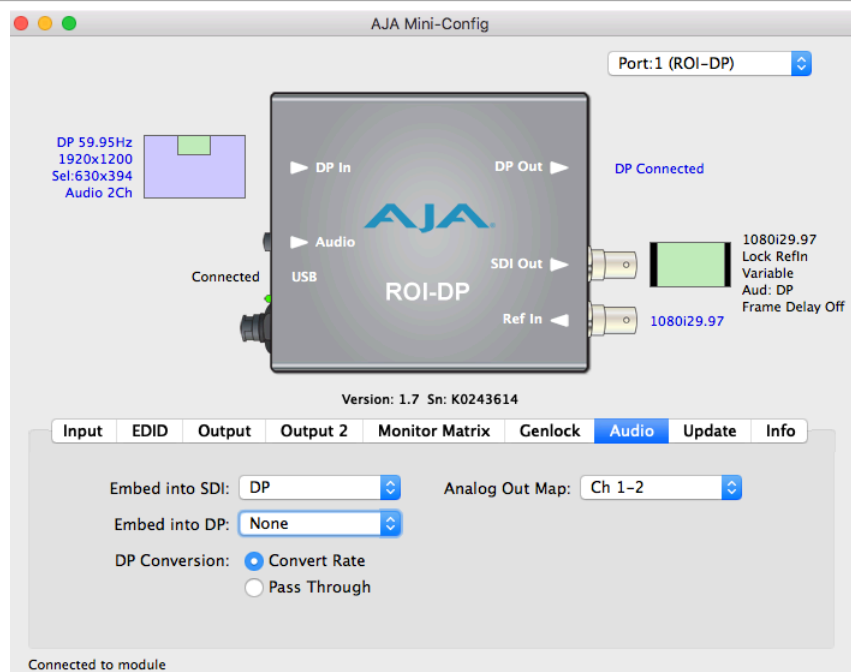 AJA Mini-Config
Port:1 (ROI-DP)
DP 59.95Hz
1920x1200
Sel:630x394
Audio 2Ch
DP In
DP Out
DP Connected
AJA
Audio
USB
Connected
SDI Out
ROI-DP
Ref In
1080i29.97
Lock RefIn
Variable
Aud: DP
Frame Delay Off
1080i29.97
Version: 1.7 Sn: K0243614
Input EDID Output Output 2 Monitor Matrix Genlock Audio Update Info
Embed into SDI: DP Analog Out Map: Ch 1-2
Embed into DP: None
DP Conversion: Convert Rate
Pass Through
Connected to module